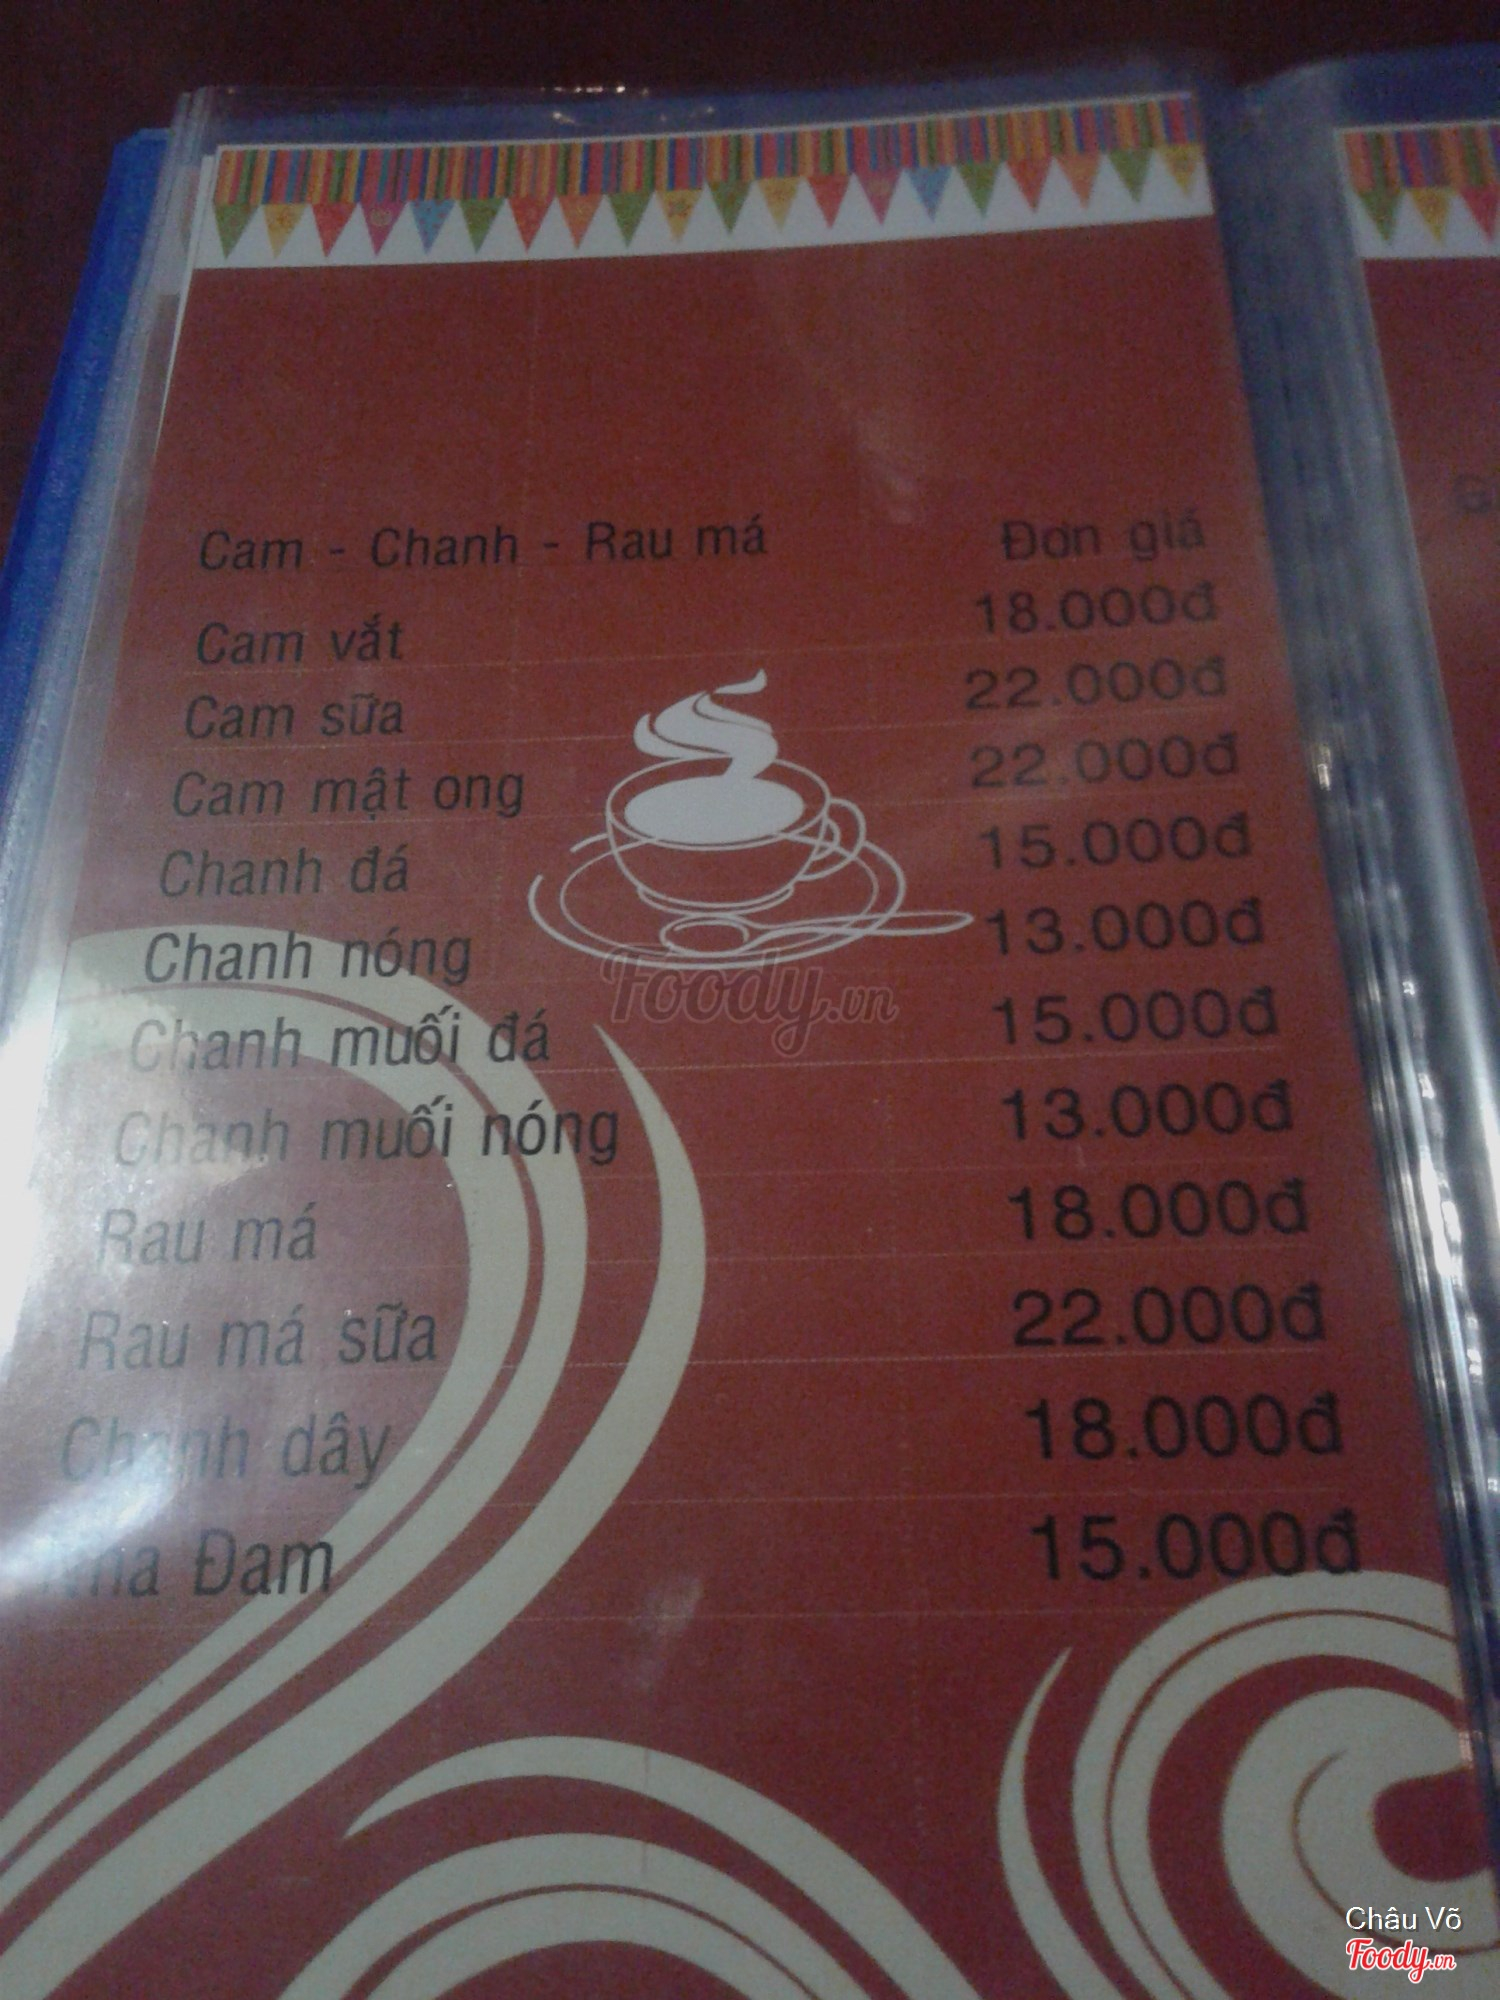 Cam - Chanh - Rau má Đơn giá
Cam vắt 18.000đ
Cam sữa 22.000đ
Cam mật ong 22.000đ
Chanh đá 15.000đ
Chanh nóng 13.000đ
Chanh muối đá 15.000đ
Chanh muối nóng 13.000đ
Rau má 18.000đ
Rau má sữa 22.000đ
Chanh dây 18.000đ
Nha Đam 15.000đ
Foody.vn
Châu Võ
Foody.vn